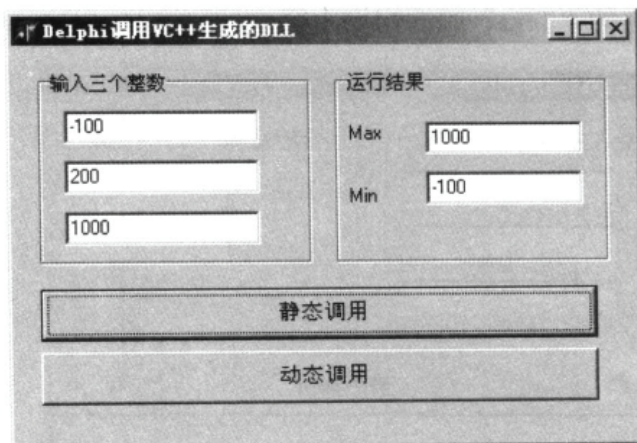 Delphi调用VC++生成的DLL
输入三个整数
-100
200
1000
运行结果
Max
1000
Min
-100
静态调用
动态调用